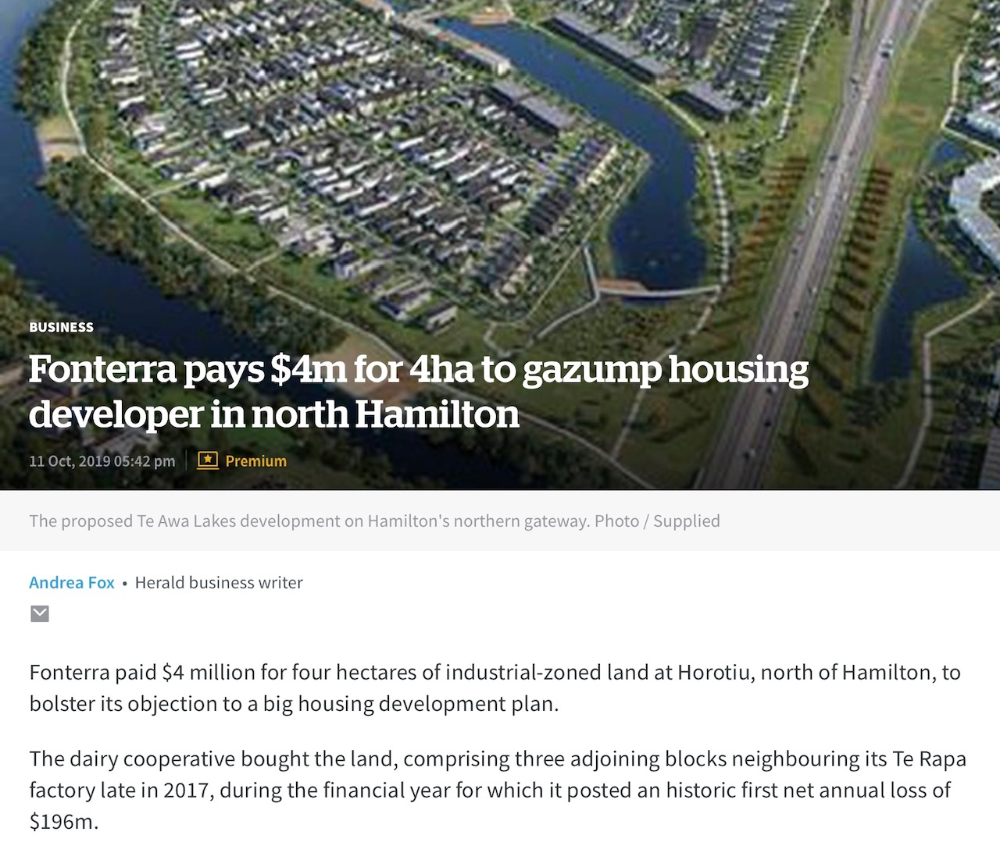 BUSINESS
Fonterra pays $4m for 4ha to gazump housing
developer in north Hamilton
11 Oct, 2019 05:42 pm
Premium
The proposed Te Awa Lakes development on Hamilton's northern gateway. Photo / Supplied
Andrea Fox • Herald business writer
Fonterra paid $4 million for four hectares of industrial-zoned land at Horotiu, north of Hamilton, to
bolster its objection to a big housing development plan.
The dairy cooperative bought the land, comprising three adjoining blocks neighbouring its Te Rapa
factory late in 2017, during the financial year for which it posted an historic first net annual loss of
$196m.